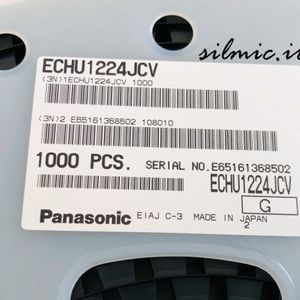 silmic.i
ECHU1224JCV
(3N)1ECHU1224JCV 1000
(3N)2 E65161368502 108010
1000 PCS. SERIAL NO.E65161368502
ECHU1224JCV
G
Panasonic EIAJ C-3 MADE IN JAPAN
2